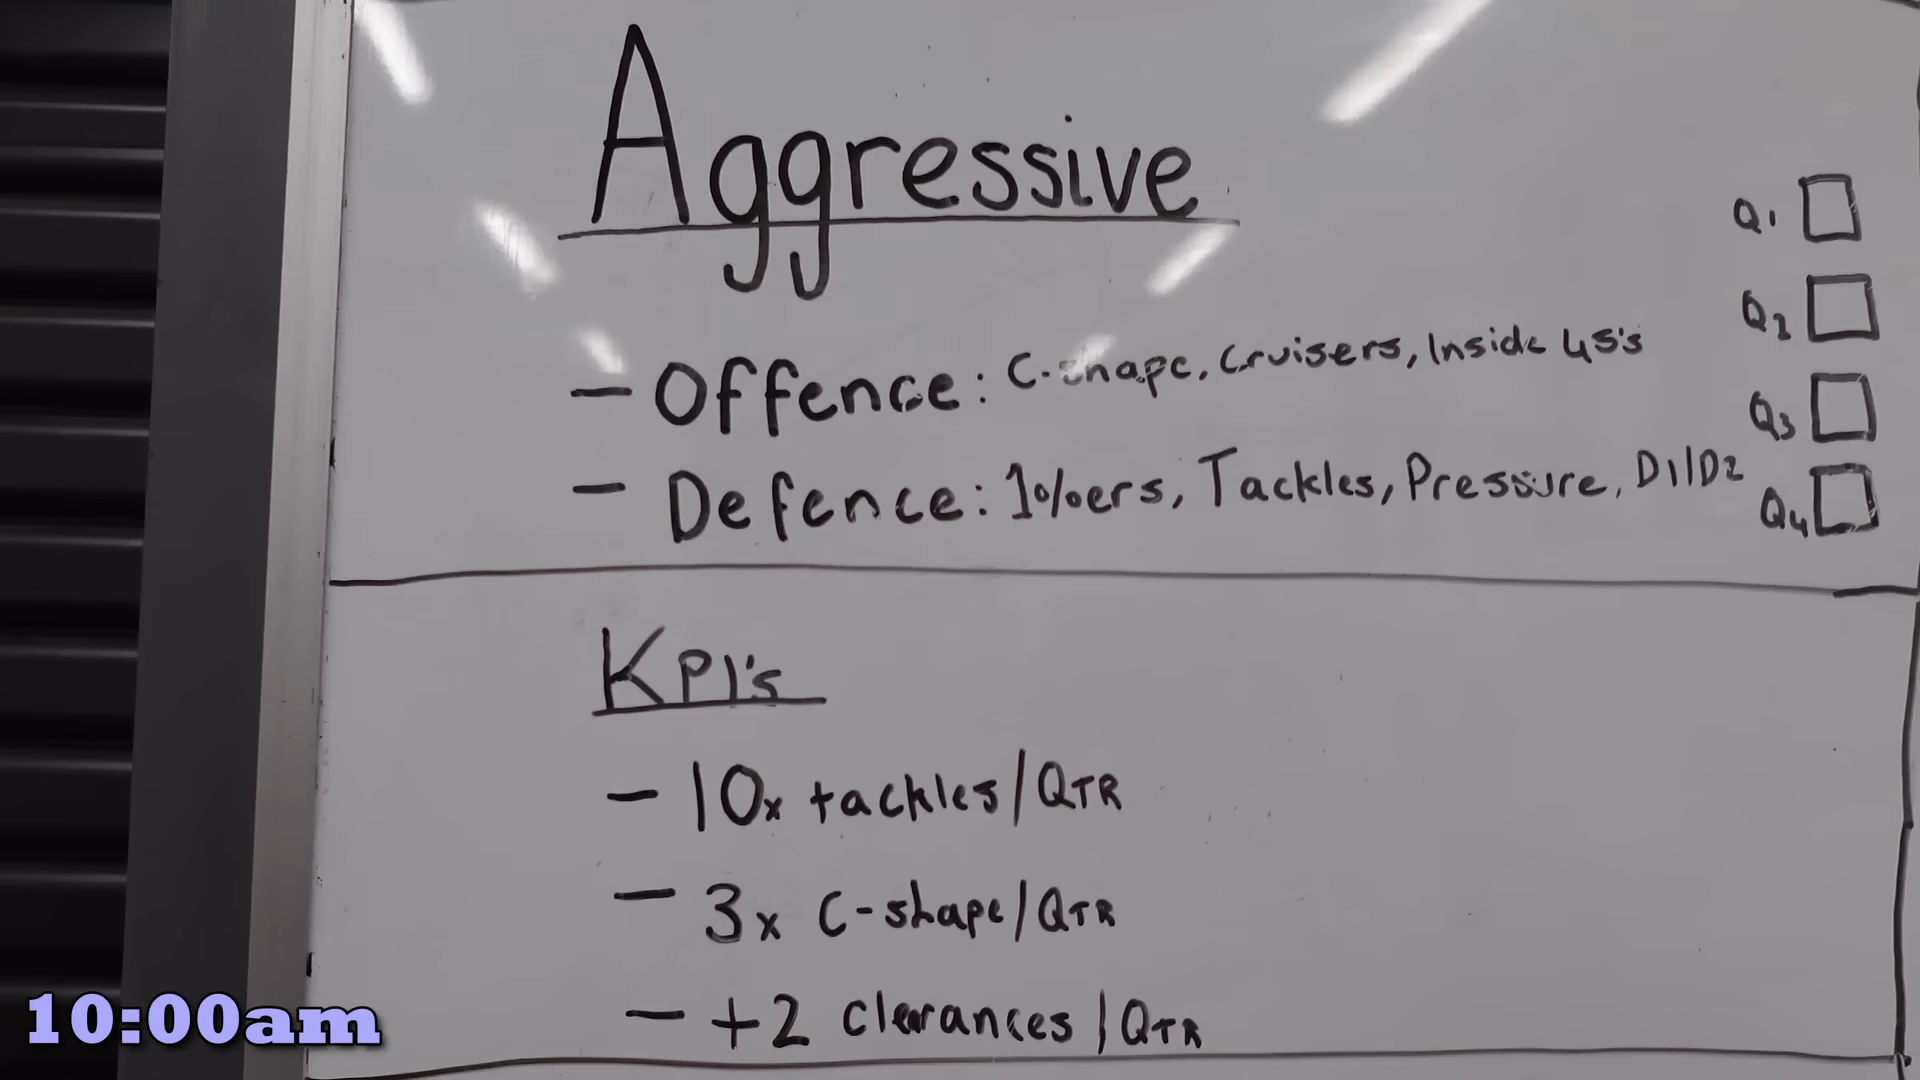 Aggressive
- Offence: C-shape, Cruisers, Inside 45's
- Defence: 1%ers, Tackles, Pressure, D1/D2
Q1
Q2
Q3
Q4
KPI's
- 10x tackles/QTR
- 3x C-shape/QTR
- +2 clerances/QTR
10:00am